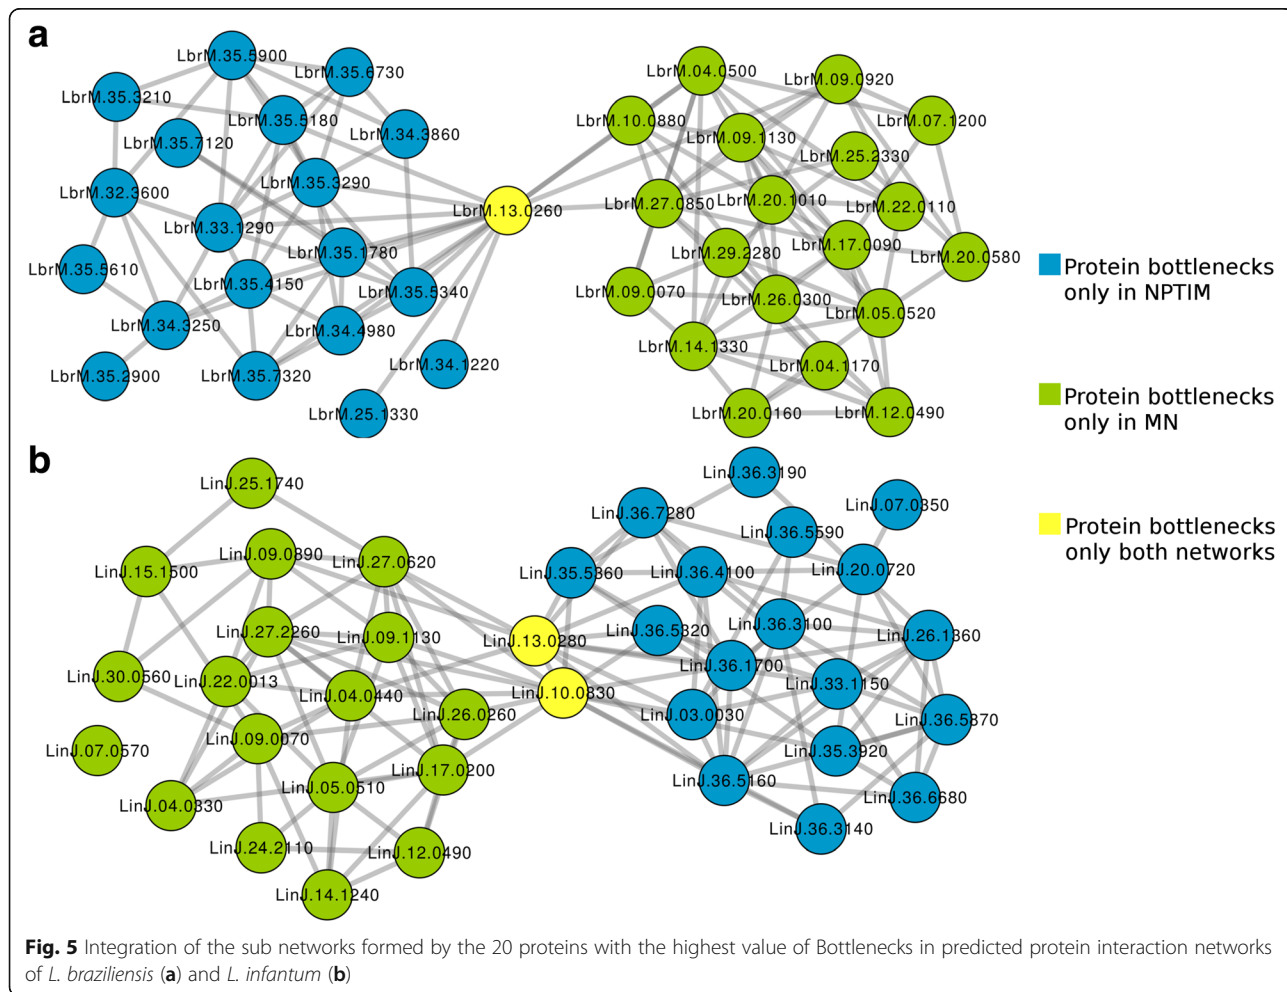 a
LbrM.35.5900
LbrM.35.6730
LbrM.35.3210
LbrM.35.5180
LbrM.34.3860
LbrM.35.7120
LbrM.35.3290
LbrM.32.3600
LbrM.33.1290
LbrM.35.1780
LbrM.35.5610
LbrM.35.4150
LbrM.35.5340
LbrM.34.3250
LbrM.34.4980
LbrM.35.2900
LbrM.35.7320
LbrM.34.1220
LbrM.25.1330
LbrM.13.0260
LbrM.04.0500
LbrM.09.0920
LbrM.10.0880
LbrM.09.1130
LbrM.07.1200
LbrM.25.2330
LbrM.27.0850
LbrM.20.1010
LbrM.22.0110
LbrM.29.2280
LbrM.17.0090
LbrM.20.0580
LbrM.09.0070
LbrM.26.0300
LbrM.05.0520
LbrM.14.1330
LbrM.04.1170
LbrM.20.0160
LbrM.12.0490
Protein bottlenecks
only in NPTIM
Protein bottlenecks
only in MN
Protein bottlenecks
only both networks
b
LinJ.25.1740
LinJ.15.1500
LinJ.09.0890
LinJ.27.0620
LinJ.27.2260
LinJ.09.1130
LinJ.30.0560
LinJ.22.0013
LinJ.04.0440
LinJ.26.0260
LinJ.07.0570
LinJ.09.0070
LinJ.17.0200
LinJ.04.0330
LinJ.05.0510
LinJ.24.2110
LinJ.12.0490
LinJ.14.1240
LinJ.13.0280
LinJ.10.0830
LinJ.36.3190
LinJ.07.0350
LinJ.36.7280
LinJ.36.5590
LinJ.35.5360
LinJ.36.4100
LinJ.20.0720
LinJ.36.5320
LinJ.36.3100
LinJ.26.1360
LinJ.36.1700
LinJ.33.1150
LinJ.03.0030
LinJ.36.5870
LinJ.35.3920
LinJ.36.5160
LinJ.36.6680
LinJ.36.3140
Fig. 5 Integration of the sub networks formed by the 20 proteins with the highest value of Bottlenecks in predicted protein interaction networks
of L. braziliensis (a) and L. infantum (b)